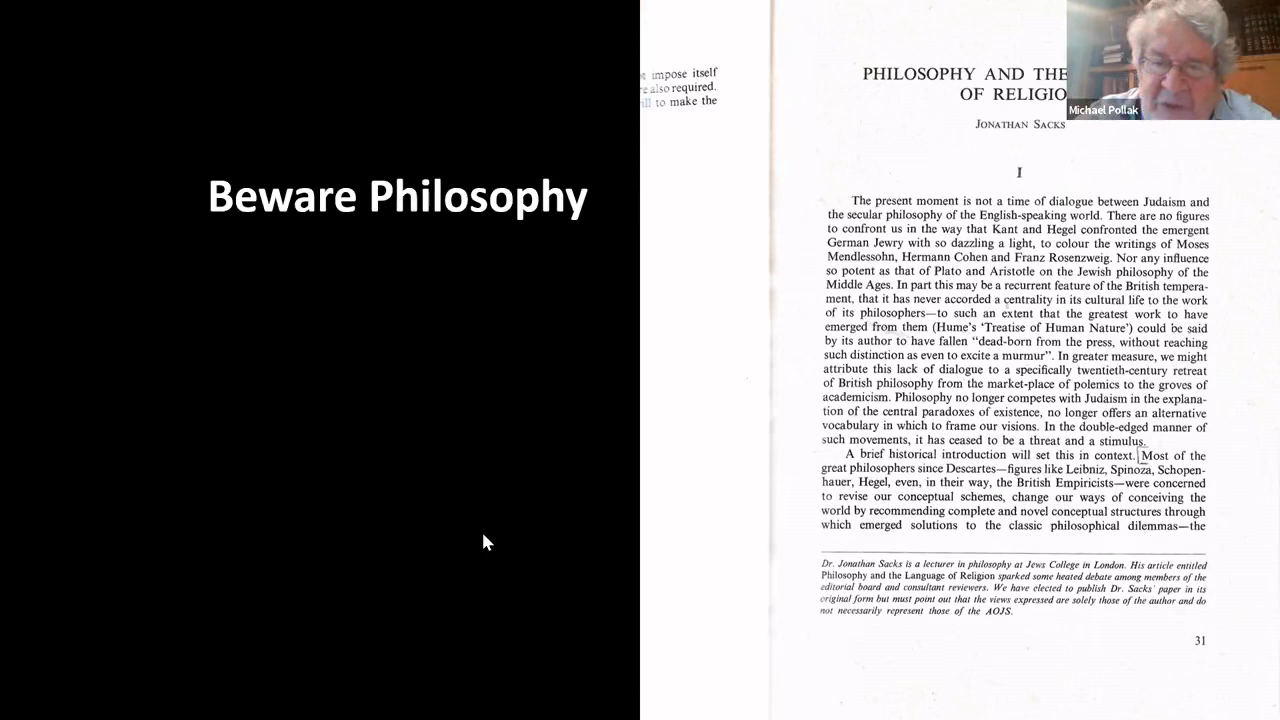 Beware Philosophy
impose itself
also required.
to make the
PHILOSOPHY AND THE
OF RELIGIO
JONATHAN SACKS
Michael Pollak
I
The present moment is not a time of dialogue between Judaism and
the secular philosophy of the English-speaking world. There are no figures
to confront us in the way that Kant and Hegel confronted the emergent
German Jewry with so dazzling a light, to colour the writings of Moses
Mendlessohn, Hermann Cohen and Franz Rosenzweig. Nor any influence
so potent as that of Plato and Aristotle on the Jewish philosophy of the
Middle Ages. In part this may be a recurrent feature of the British tempera-
ment, that it has never accorded a centrality in its cultural life to the work
of its philosophers—to such an extent that the greatest work to have
emerged from them (Hume's 'Treatise of Human Nature') could be said
by its author to have fallen “dead-born from the press, without reaching
such distinction as even to excite a murmur”. In greater measure, we might
attribute this lack of dialogue to a specifically twentieth-century retreat
of British philosophy from the market-place of polemics to the groves of
academicism. Philosophy no longer competes with Judaism in the explana-
tion of the central paradoxes of existence, no longer offers an alternative
vocabulary in which to frame our visions. In the double-edged manner of
such movements, it has ceased to be a threat and a stimulus.
A brief historical introduction will set this in context. Most of the
great philosophers since Descartes—figures like Leibniz, Spinoza, Schopen-
hauer, Hegel, even, in their way, the British Empiricists—were concerned
to revise our conceptual schemes, change our ways of conceiving the
world by recommending complete and novel conceptual structures through
which emerged solutions to the classic philosophical dilemmas—the
Dr. Jonathan Sacks is a lecturer in philosophy at Jews College in London. His article entitled
Philosophy and the Language of Religion sparked some heated debate among members of the
editorial board and consultant reviewers. We have elected to publish Dr. Sacks' paper in its
original form but must point out that the views expressed are solely those of the author and do
not necessarily represent those of the AOJS.
31